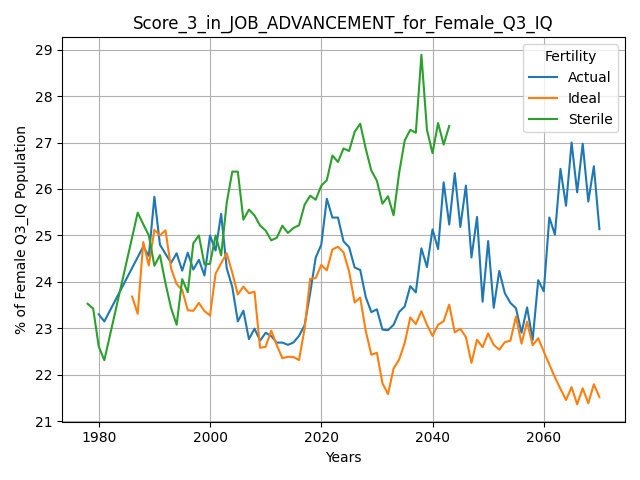 Score_3_in_JOB_ADVANCEMENT_for_Female_Q3_IQ
29
28
27
26
25
24
23
22
21
% of Female Q3_IQ Population
Fertility
Actual
Ideal
Sterile
1980 2000 2020 2040 2060
Years